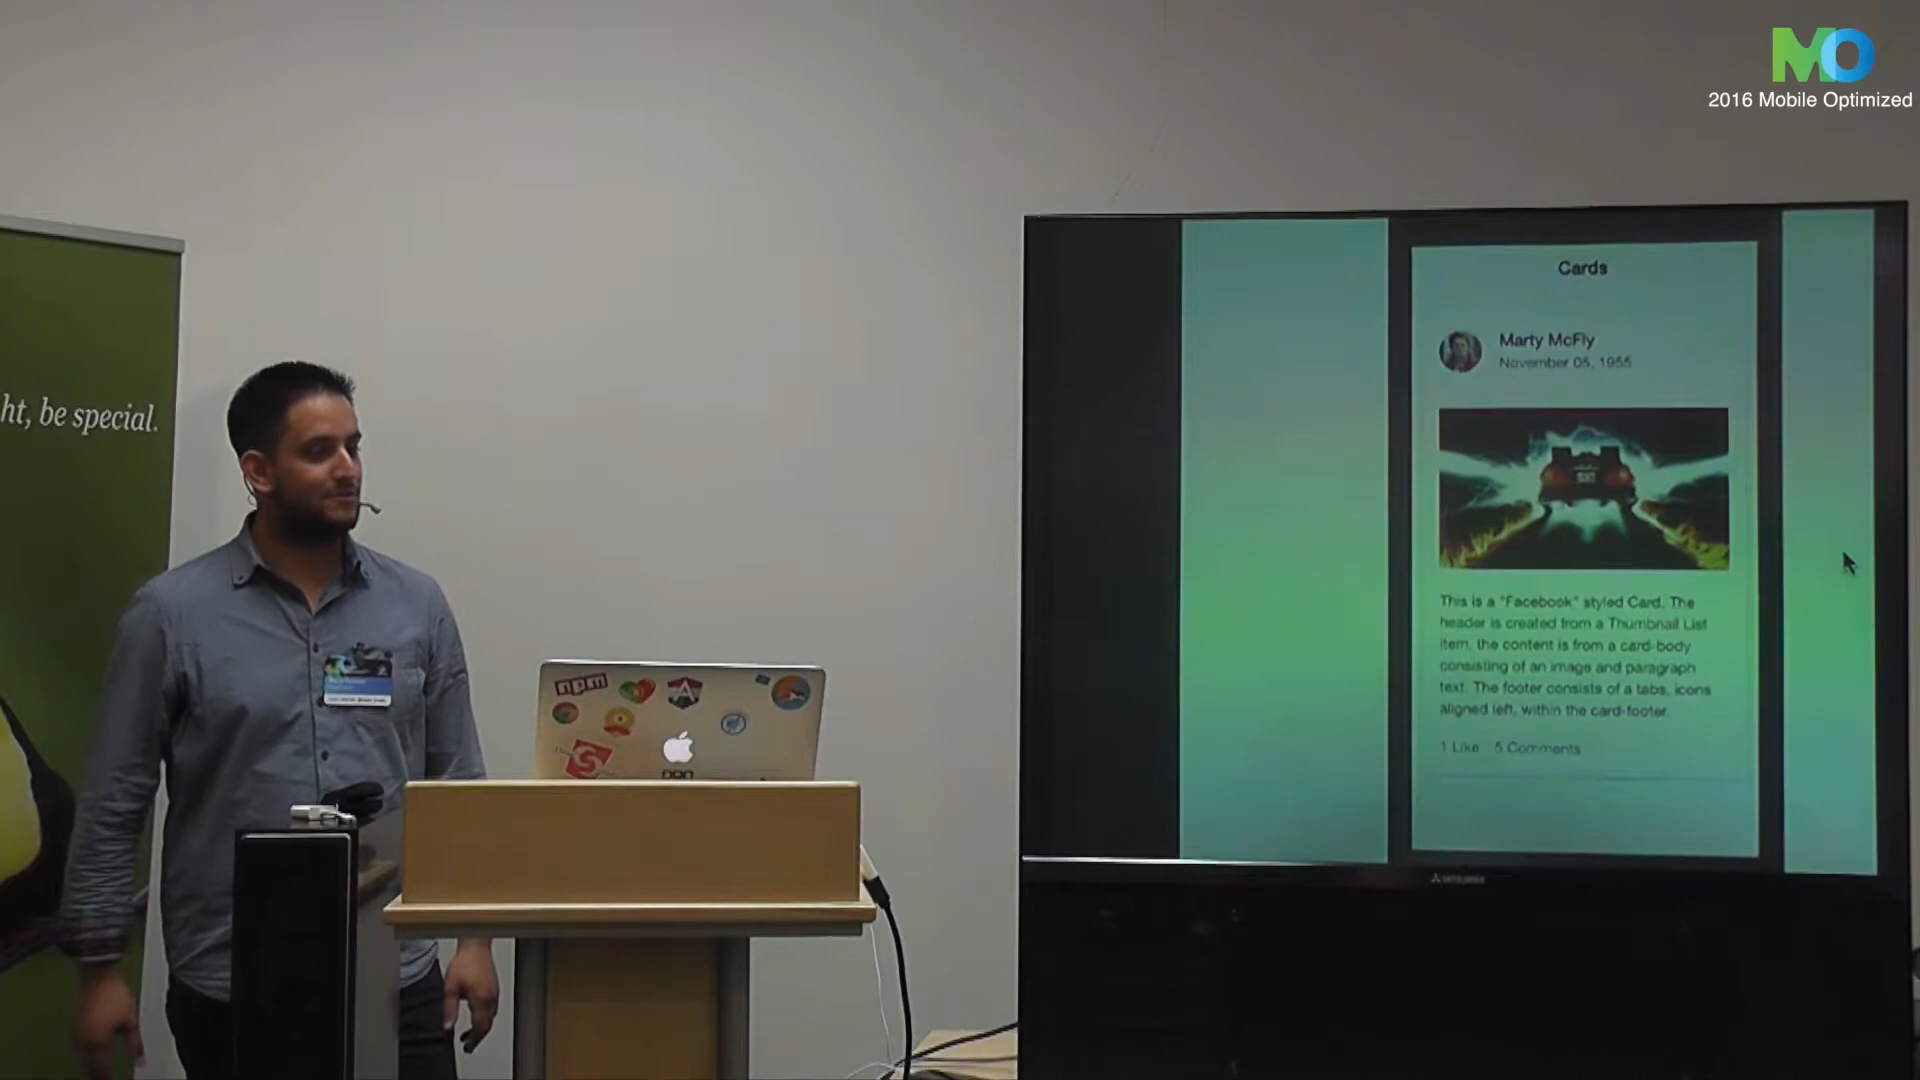 MO
2016 Mobile Optimized
ht, be special.
npm
Cards
Marty McFly
November 05, 1955
This is a "Facebook" styled Card. The
header is created from a Thumbnail List
item, the content is from a card-body
consisting of an image and paragraph
text. The footer consists of a tabs, icons
aligned left, within the card-footer.
1 Like 5 Comments
MITSUBISHI